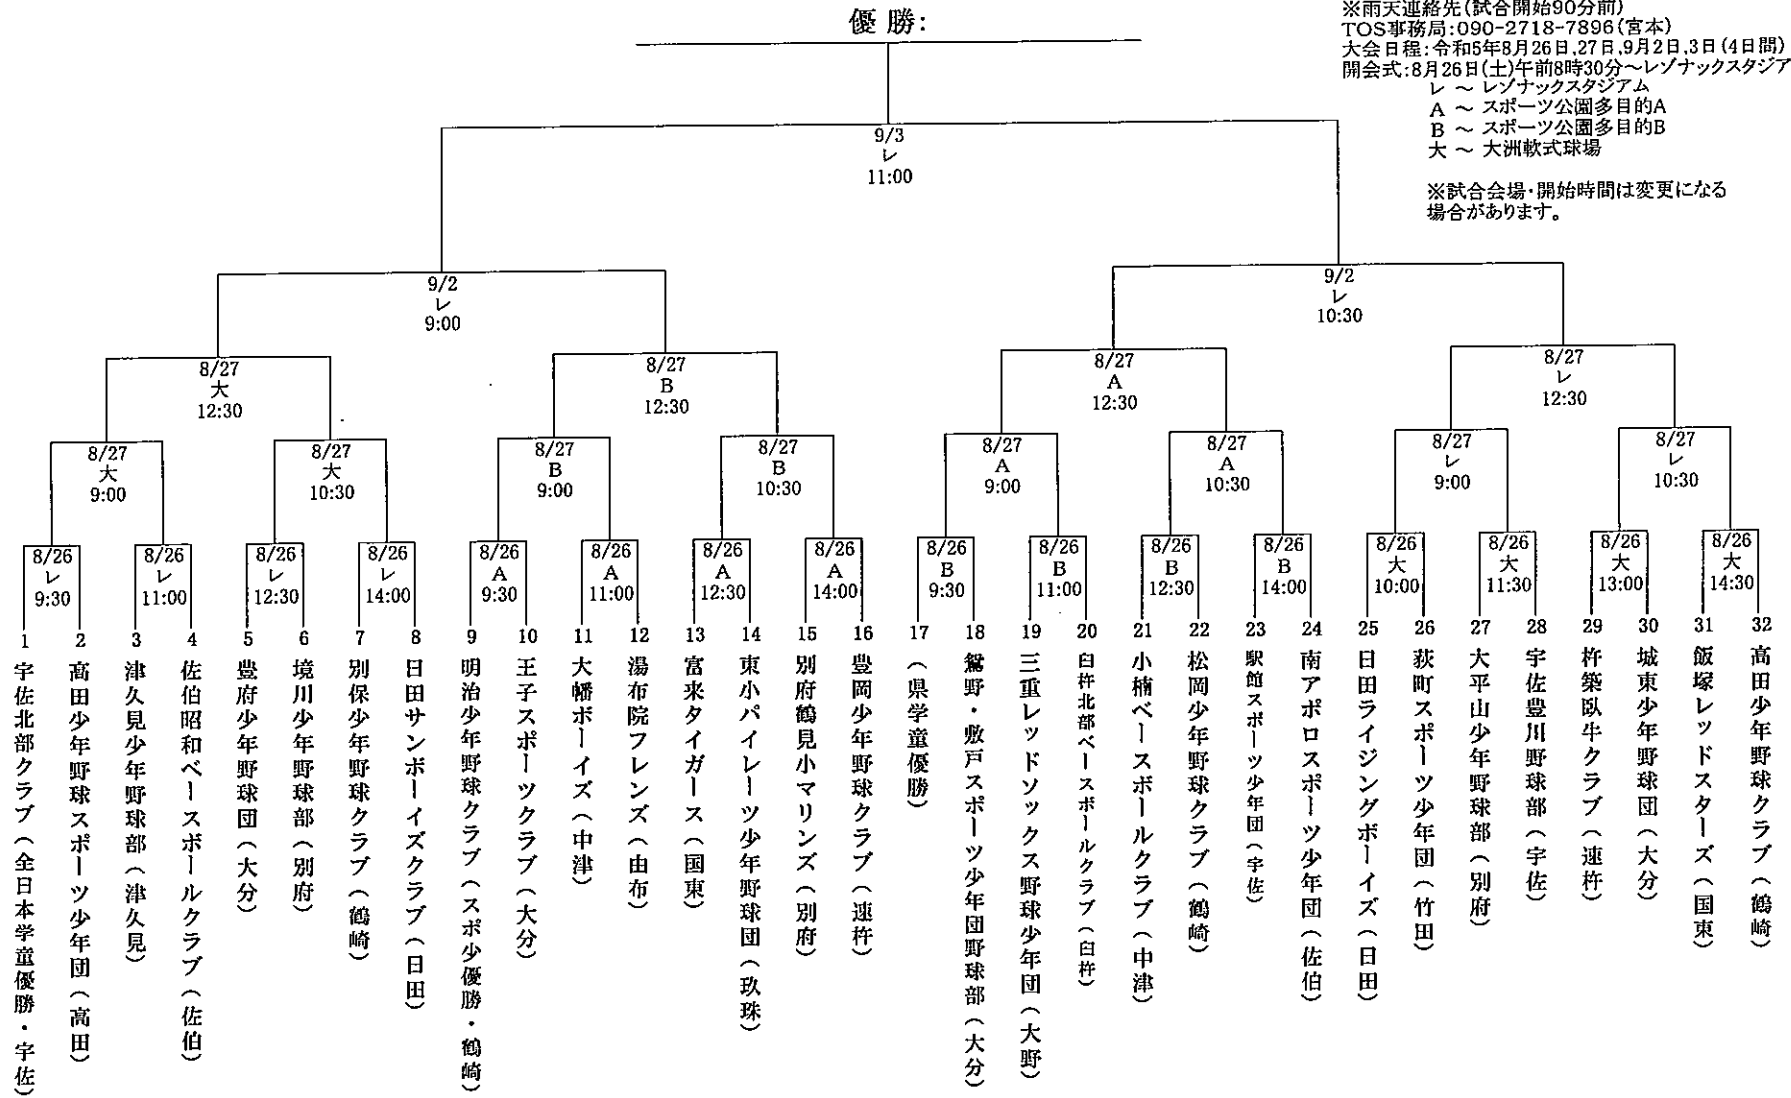 優勝:
※雨天連絡先(試合開始90分前)
TOS事務局:090-2718-7896(宮本)
大会日程:令和5年8月26日,27日,9月2日,3日(4日間)
開会式:8月26日(土)午前8時30分~レゾナックスタジア
レ ~ レゾナックスタジアム
A ~ スポーツ公園多目的A
B ~ スポーツ公園多目的B
大 ~ 大洲軟式球場
※試合会場・開始時間は変更になる
場合があります。
9/3
レ
11:00
9/2
レ
9:00
9/2
レ
10:30
8/27
大
12:30
8/27
B
12:30
8/27
A
12:30
8/27
レ
12:30
8/27
大
9:00
8/27
大
10:30
8/27
B
9:00
8/27
B
10:30
8/27
A
9:00
8/27
A
10:30
8/27
レ
9:00
8/27
レ
10:30
8/26
レ
9:30
8/26
レ
11:00
8/26
レ
12:30
8/26
レ
14:00
8/26
A
9:30
8/26
A
11:00
8/26
A
12:30
8/26
A
14:00
8/26
B
9:30
8/26
B
11:00
8/26
B
12:30
8/26
B
14:00
8/26
大
10:00
8/26
大
11:30
8/26
大
13:00
8/26
大
14:30
1 宇佐北部クラブ(全日本学童優勝・宇佐)
2 高田少年野球スポーツ少年団(高田)
3 津久見少年野球部(津久見)
4 佐伯昭和ベースボールクラブ(佐伯)
5 豊府少年野球団(大分)
6 境川少年野球部(別府)
7 別保少年野球クラブ(鶴崎)
8 日田サンボーイズクラブ(日田)
9 明治少年野球クラブ(スポ少優勝・鶴崎)
10 王子スポーツクラブ(大分)
11 大幡ボーイズ(中津)
12 湯布院フレンズ(由布)
13 富来タイガース(国東)
14 東小パイレーツ少年野球団(玖珠)
15 別府鶴見小マリンズ(別府)
16 豊岡少年野球クラブ(速杵)
17 (県学童優勝)
18 鴛野・敷戸スポーツ少年団野球部(大分)
19 三重レッドソックス野球少年団(大野)
20 臼杵北部ベースボールクラブ(臼杵)
21 小楠ベースボールクラブ(中津)
22 松岡少年野球クラブ(鶴崎)
23 駅館スポーツ少年団(宇佐)
24 南アポロスポーツ少年団(佐伯)
25 日田ライジングボーイズ(日田)
26 荻町スポーツ少年団(竹田)
27 大平山少年野球部(別府)
28 宇佐豊川野球部(宇佐)
29 杵築臥牛クラブ(速杵)
30 城東少年野球団(大分)
31 飯塚レッドスターズ(国東)
32 高田少年野球クラブ(鶴崎)